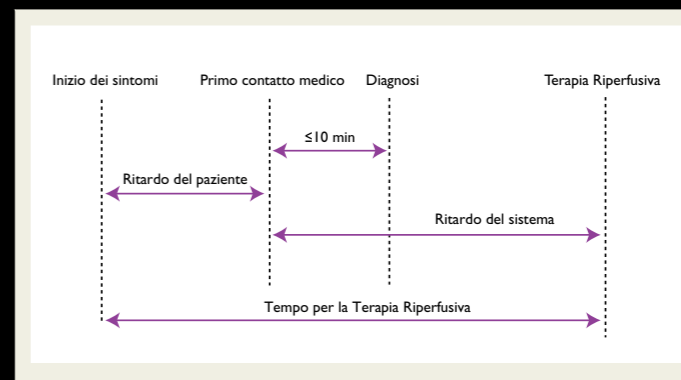 Inizio dei sintomi
Primo contatto medico
Diagnosi
Terapia Riperfusiva
≤10 min
Ritardo del paziente
Ritardo del sistema
Tempo per la Terapia Riperfusiva